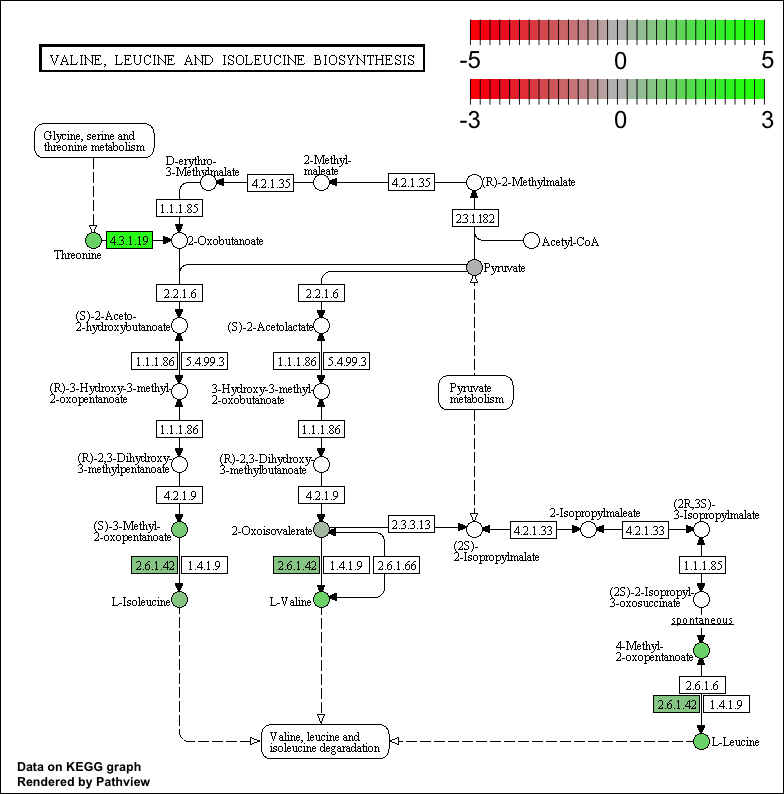 VALINE, LEUCINE AND ISOLEUCINE BIOSYNTHESIS
-5 0 5
-3 0 3
Glycine, serine and
threonine metabolism
D-erythro-
3-Methylmalate
4.2.1.35
2-Methyl-
maleate
4.2.1.35
(R)-2-Methylmalate
1.1.1.85
2.3.1.182
Threonine
4.3.1.19
2-Oxobutanoate
Acetyl-CoA
Pyruvate
2.2.1.6
2.2.1.6
(S)-2-Aceto-
2-hydroxybutanoate
(S)-2-Acetolactate
1.1.1.86
5.4.99.3
1.1.1.86
5.4.99.3
(R)-3-Hydroxy-3-methyl-
2-oxopentanoate
3-Hydroxy-3-methyl-
2-oxobutanoate
Pyruvate
metabolism
1.1.1.86
1.1.1.86
(R)-2,3-Dihydroxy-
3-methylpentanoate
(R)-2,3-Dihydroxy-
3-methylbutanoate
4.2.1.9
4.2.1.9
(S)-3-Methyl-
2-oxopentanoate
2-Oxoisovalerate
2.3.3.13
(2S)-
2-Isopropylmalate
4.2.1.33
2-Isopropylmaleate
4.2.1.33
(2R,3S)-
3-Isopropylmalate
2.6.1.42
1.4.1.9
2.6.1.42
1.4.1.9
2.6.1.66
1.1.1.85
L-Isoleucine
L-Valine
(2S)-2-Isopropyl-
3-oxosuccinate
spontaneous
4-Methyl-
2-oxopentanoate
2.6.1.6
2.6.1.42
1.4.1.9
Valine, leucine and
isoleucine degradation
L-Leucine
Data on KEGG graph
Rendered by Pathview